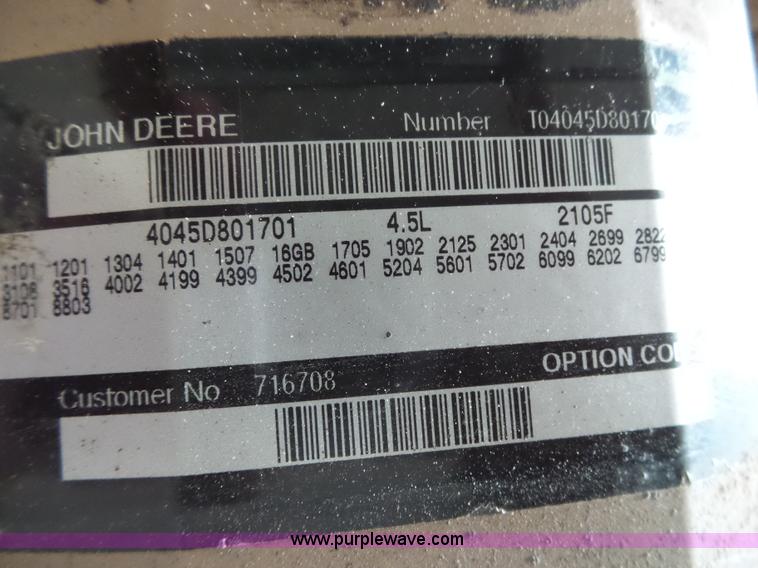 JOHN DEERE Number T04045D80170
4045D801701 4.5L 2105F
1101 1201 1304 1401 1507 16GB 1705 1902 2125 2301 2404 2699 2822
3108 3516 4002 4199 4399 4502 4601 5204 5601 5702 6099 6202 6799
8701 8803
OPTION CO
Customer No 716708
www.purplewave.com